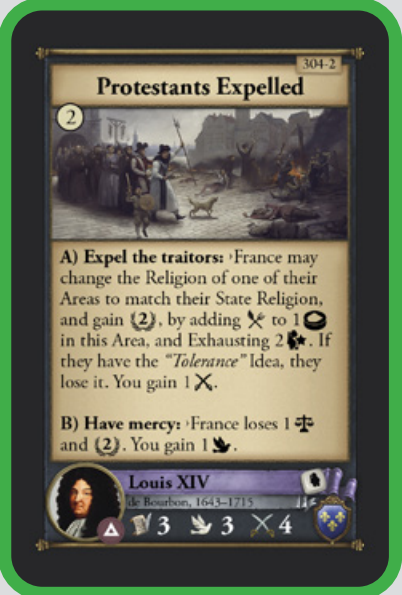 304-2
Protestants Expelled
2
A) Expel the traitors: France may
change the Religion of one of their
Areas to match their State Religion,
and gain (2), by adding to 1
in this Area, and Exhausting 2 . If
they have the "Tolerance" Idea, they
lose it. You gain 1 .
B) Have mercy: France loses 1
and (2). You gain 1 .
Louis XIV
de Bourbon, 1643–1715
3 3 4